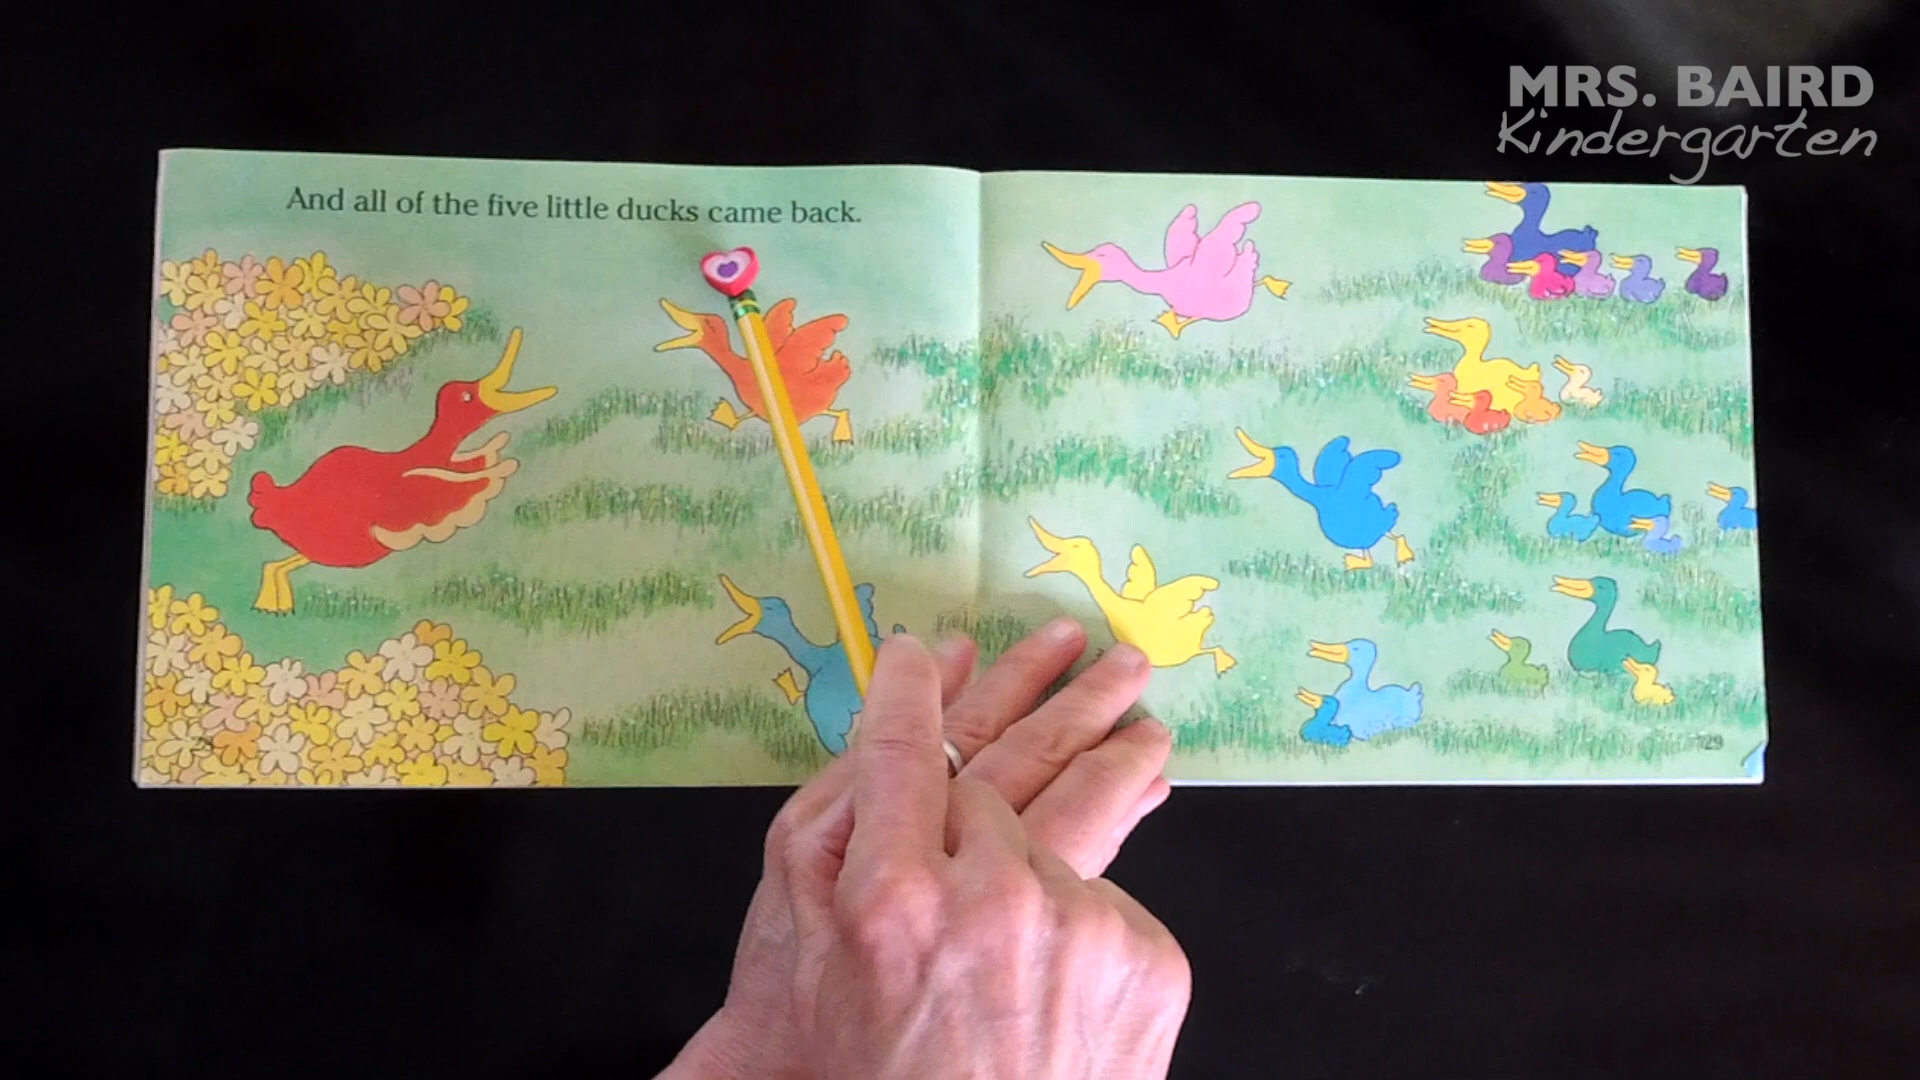 MRS. BAIRD
Kindergarten
And all of the five little ducks came back.
29